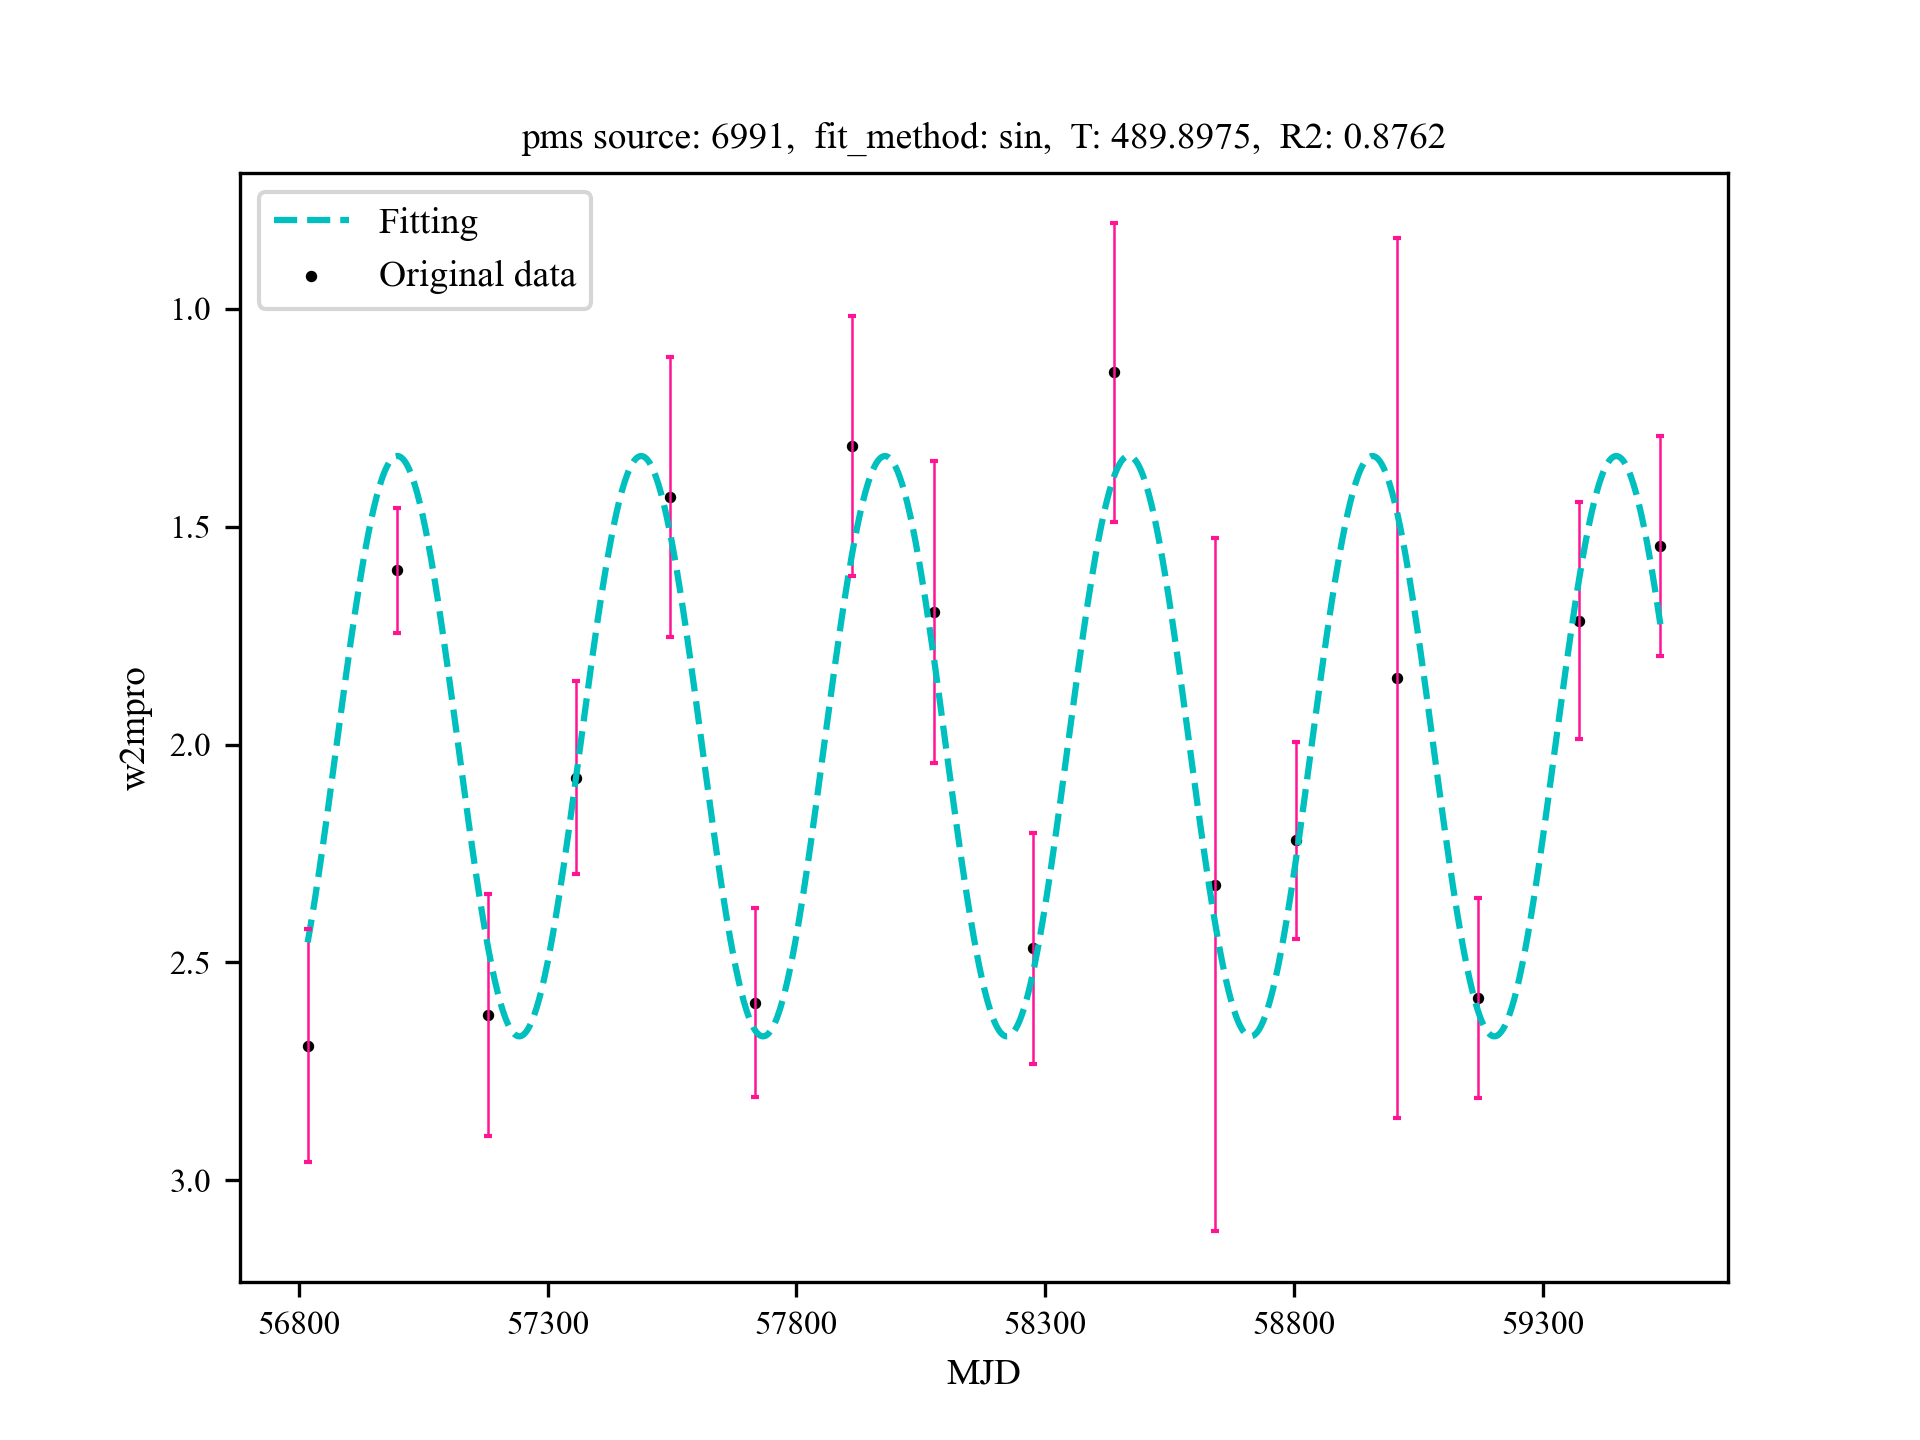 pms source: 6991,  fit_method: sin,  T: 489.8975,  R2: 0.8762
Fitting
Original data
1.0
1.5
2.0
2.5
3.0
w2mpro
56800
57300
57800
58300
58800
59300
MJD